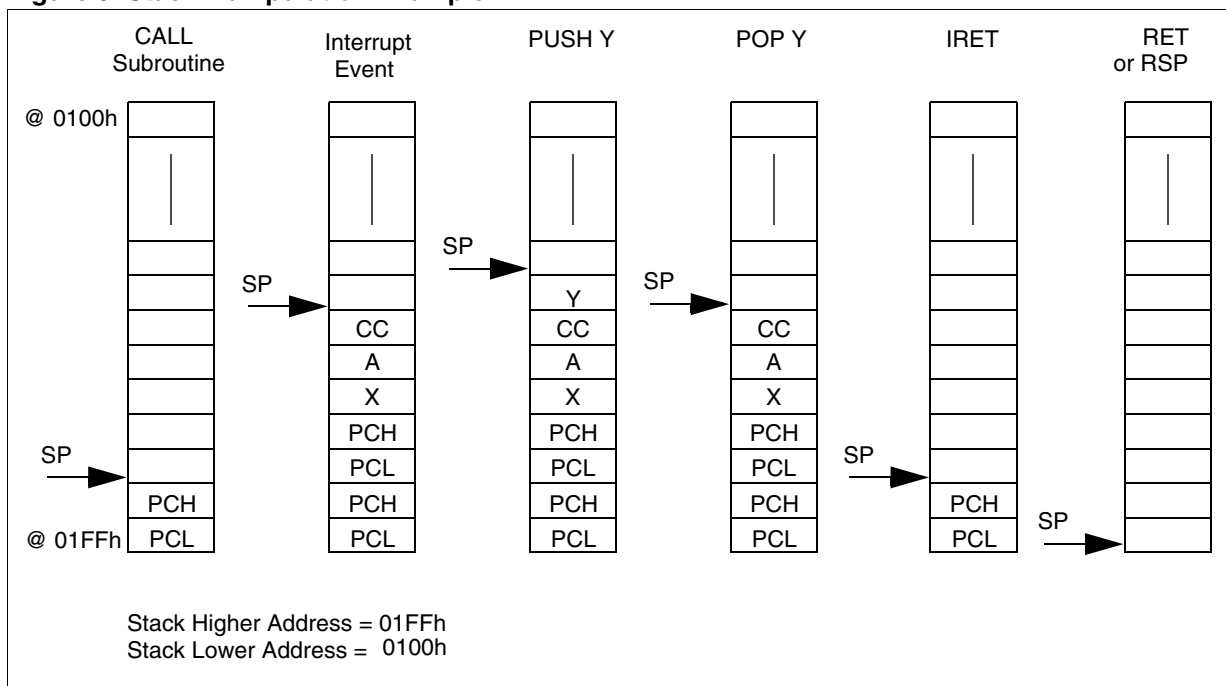 CALL
Subroutine
Interrupt
Event
PUSH Y
POP Y
IRET
RET
or RSP
@ 0100h
SP
SP
SP
Y
CC
CC
CC
A
A
A
X
X
X
PCH
PCH
PCH
SP
PCL
PCL
PCL
SP
PCH
PCH
PCH
PCH
PCH
SP
@ 01FFh
PCL
PCL
PCL
PCL
PCL
Stack Higher Address = 01FFh
Stack Lower Address = 0100h